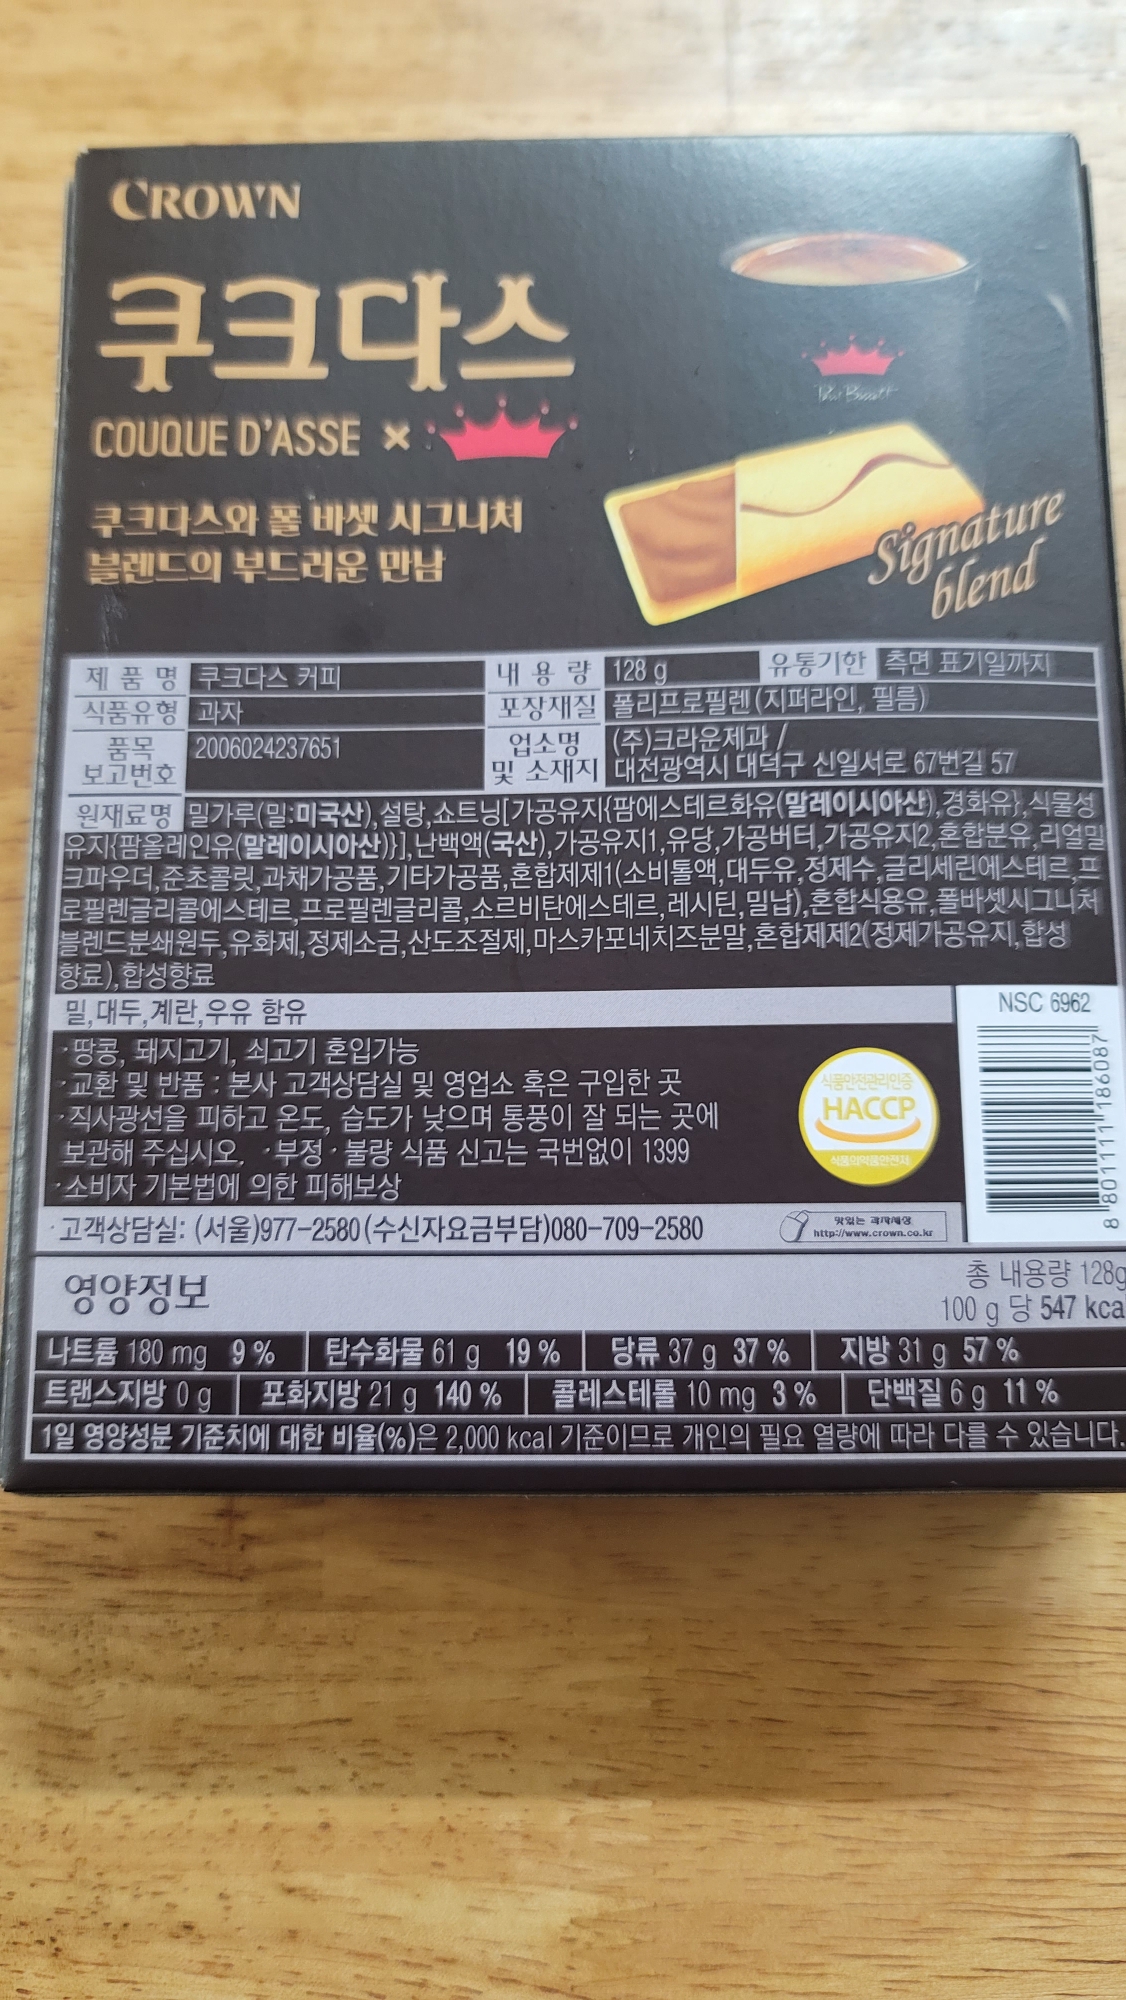 CROWN
쿠크다스
COUQUE D'ASSE ×
쿠크다스와 폴 바셋 시그니처
블렌드의 부드러운 만남
Signature
blend
제 품 명 쿠크다스 커피 내 용 량 128 g 유통기한 측면 표기일까지
식품유형 과자 포장재질 폴리프로필렌(지퍼라인, 필름)
품목 보고번호 2006024237651 업소명 및 소재지 (주)크라운제과 /
대전광역시 대덕구 신일서로 67번길 57
원재료명 밀가루(밀:미국산),설탕,쇼트닝[가공유지{팜에스테르화유(말레이시아산),경화유},식물성
유지{팜올레인유(말레이시아산)}],난백액(국산),가공유지1,유당,가공버터,가공유지2,혼합분유,리얼밀
크파우더,준초콜릿,과채가공품,기타가공품,혼합제제1(소비톨액,대두유,정제수,글리세린에스테르,프
로필렌글리콜에스테르,프로필렌글리콜,소르비탄에스테르,레시틴,밀납),혼합식용유,폴바셋시그니처
블렌드분쇄원두,유화제,정제소금,산도조절제,마스카포네치즈분말,혼합제제2(정제가공유지,합성
향료),합성향료
밀,대두,계란,우유 함유
·땅콩, 돼지고기, 쇠고기 혼입가능
·교환 및 반품 : 본사 고객상담실 및 영업소 혹은 구입한 곳
·직사광선을 피하고 온도, 습도가 낮으며 통풍이 잘 되는 곳에
보관해 주십시오. ·부정·불량 식품 신고는 국번없이 1399
·소비자 기본법에 의한 피해보상
식품안전관리인증
HACCP
식품의약품안전처
NSC 6962
8 801111 186087
·고객상담실: (서울)977-2580(수신자요금부담)080-709-2580
맛있는 과자세상
http://www.crown.co.kr
영양정보
총 내용량 128g
100 g 당 547 kca
나트륨 180 mg 9 % 탄수화물 61 g 19 % 당류 37 g 37 % 지방 31 g 57 %
트랜스지방 0 g 포화지방 21 g 140 % 콜레스테롤 10 mg 3 % 단백질 6 g 11 %
1일 영양성분 기준치에 대한 비율(%)은 2,000 kcal 기준이므로 개인의 필요 열량에 따라 다를 수 있습니다.